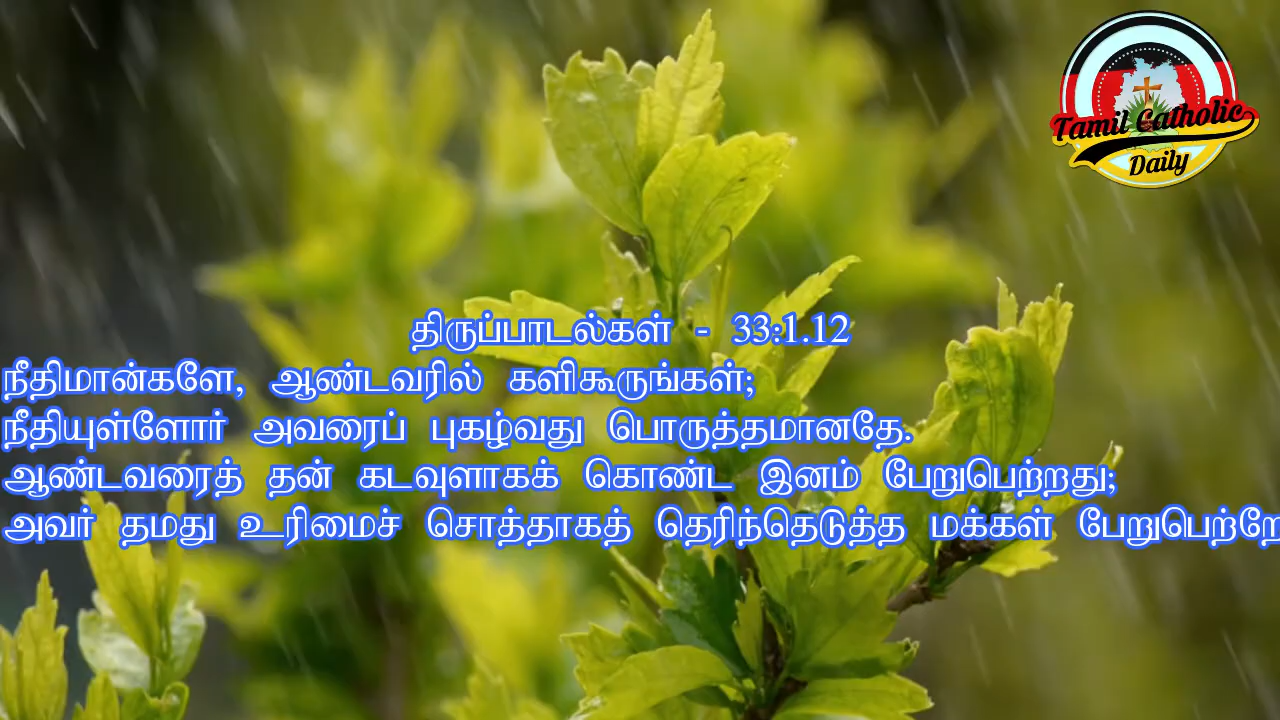 Tamil Catholic
Daily
திருப்பாடல்கள் - 33:1.12
நீதிமான்களே, ஆண்டவரில் களிகூருங்கள்;
நீதியுள்ளோர் அவரைப் புகழ்வது பொருத்தமானதே.
ஆண்டவரைத் தன் கடவுளாகக் கொண்ட இனம் பேறுபெற்றது;
அவர் தமது உரிமைச் சொத்தாகத் தெரிந்தெடுத்த மக்கள்